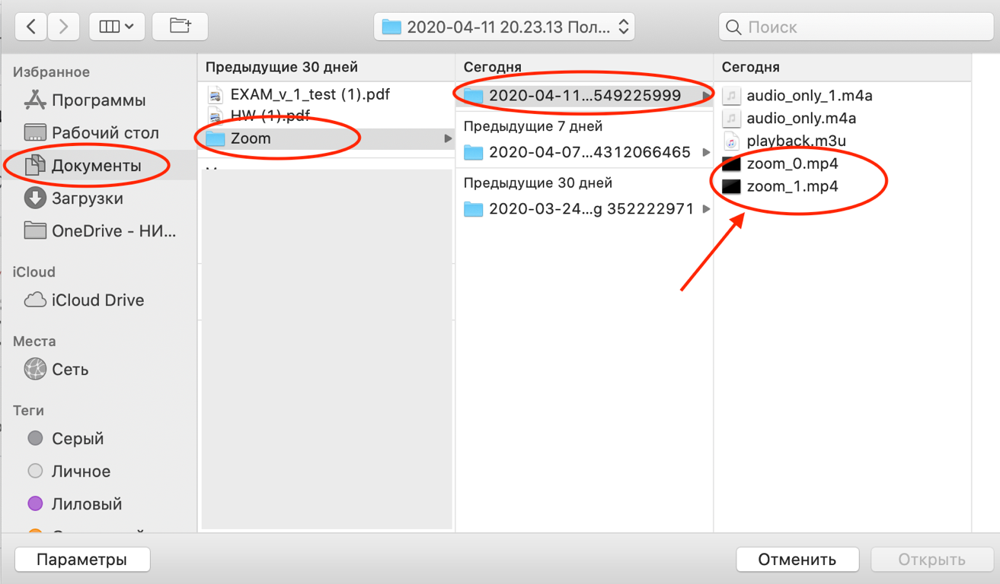 2020-04-11 20.23.13 Пол...
Поиск
Избранное
Программы
Рабочий стол
Документы
Загрузки
OneDrive - НИ...
iCloud
iCloud Drive
Места
Сеть
Теги
Серый
Личное
Лиловый
Предыдущие 30 дней
EXAM_v_1_test (1).pdf
HW (1).pdf
Zoom
Сегодня
2020-04-11...549225999
Предыдущие 7 дней
2020-04-07...4312066465
Предыдущие 30 дней
2020-03-24...g 352222971
Сегодня
audio_only_1.m4a
audio_only.m4a
playback.m3u
zoom_0.mp4
zoom_1.mp4
Параметры
Отменить
Открыть